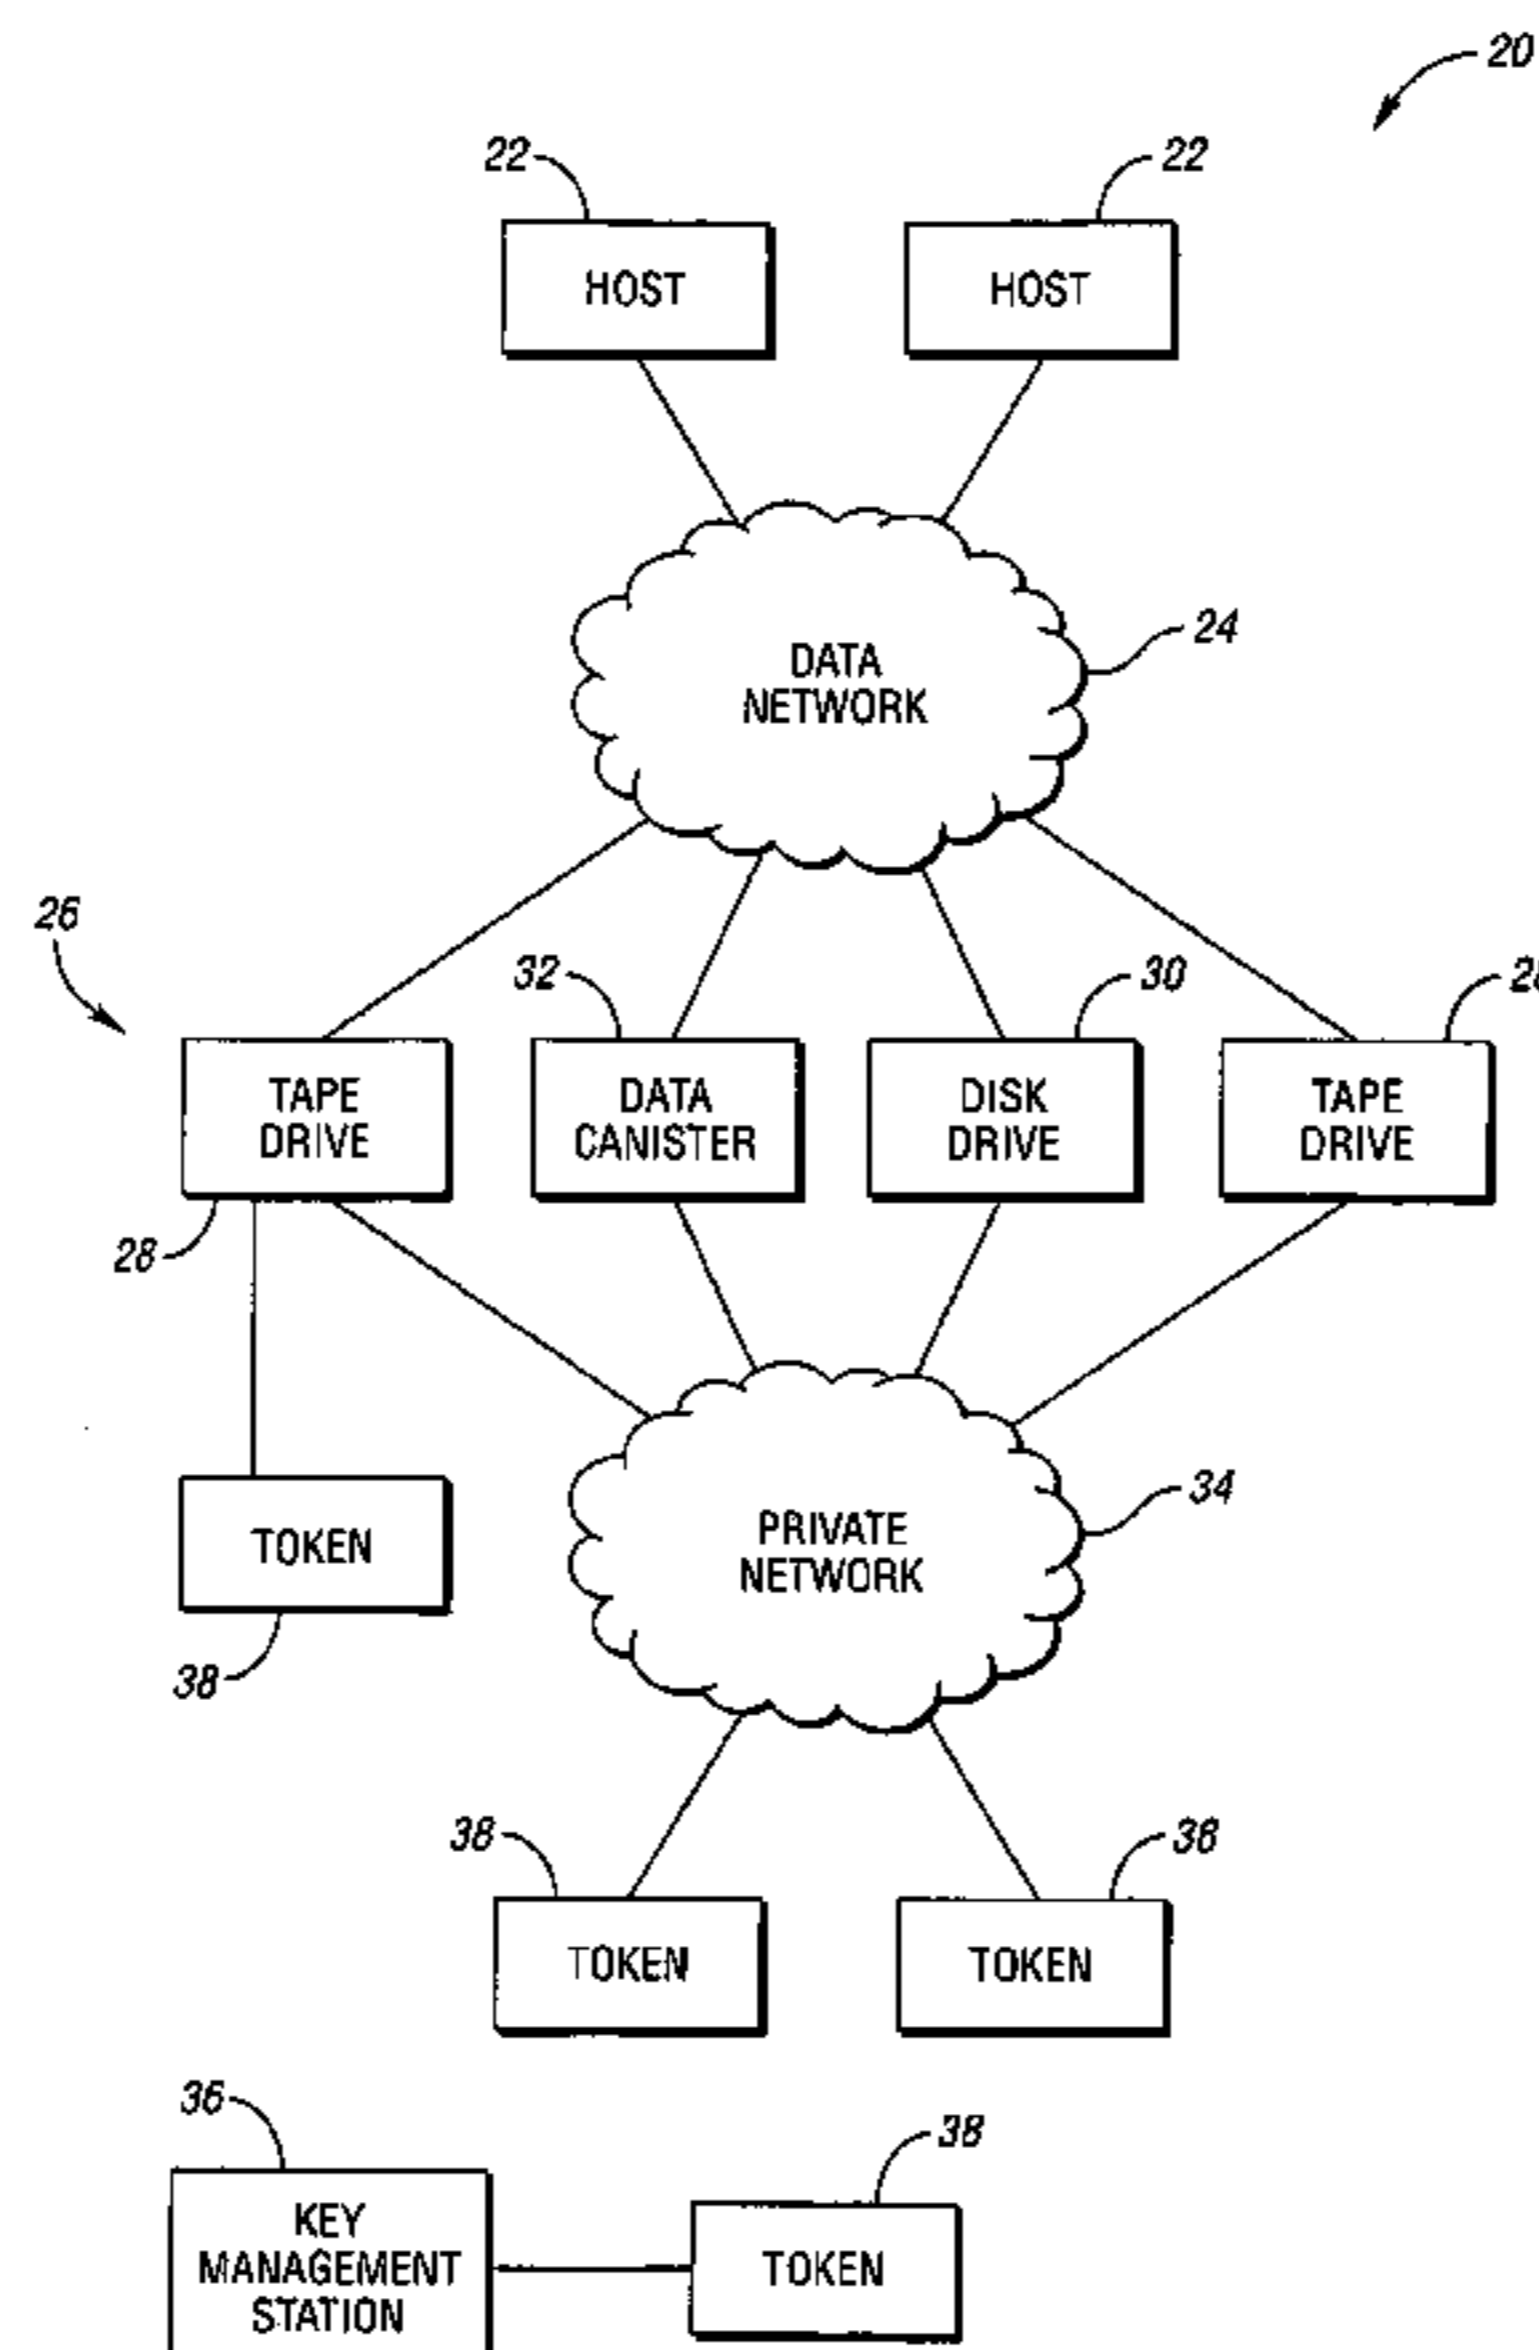 20
22
22
HOST
HOST
DATA
NETWORK
24
26
32
30
TAPE
DRIVE
DATA
CANISTER
DISK
DRIVE
TAPE
DRIVE
28
TOKEN
38
PRIVATE
NETWORK
34
38
38
TOKEN
TOKEN
36
38
KEY
MANAGEMENT
STATION
TOKEN